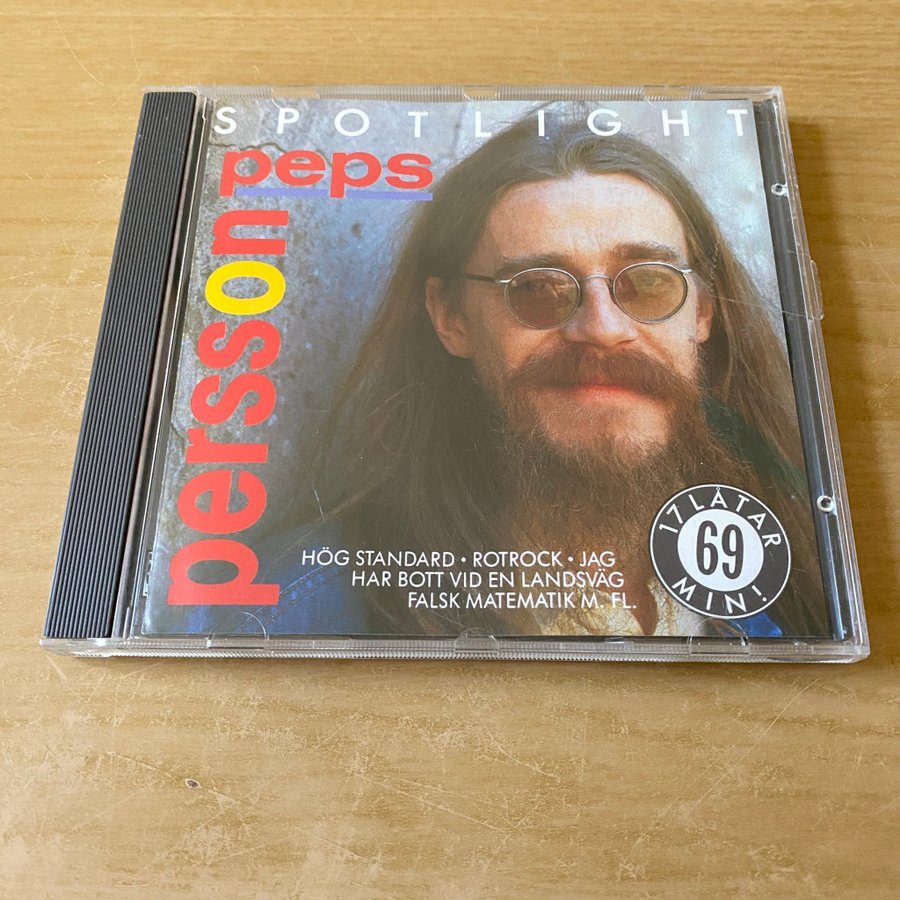 SPOTLIGHT
peps
persson
HÖG STANDARD • ROTROCK • JAG
HAR BOTT VID EN LANDSVÄG
FALSK MATEMATIK M. FL.
17 LÅTAR
69
MIN!